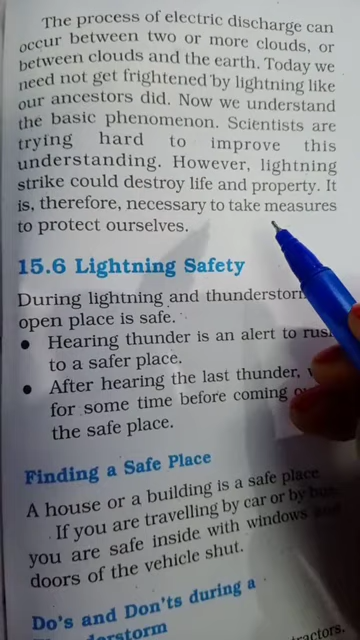 The process of electric discharge can
occur between two or more clouds, or
between clouds and the earth. Today we
need not get frightened by lightning like
our ancestors did. Now we understand
the basic phenomenon. Scientists are
trying hard to improve this
understanding. However, lightning
strike could destroy life and property. It
is, therefore, necessary to take measures
to protect ourselves.
15.6 Lightning Safety
During lightning and
open place is safe.
● Hearing thunder is an alert to
to a safer place.
● After hearing the last thunder,
for some time before coming
the safe place.
Finding a Safe Place
A house or a building is a safe place
If you are travelling by car or by
you are safe inside with windows and
doors of the vehicle shut.
Do's and Don'ts during a